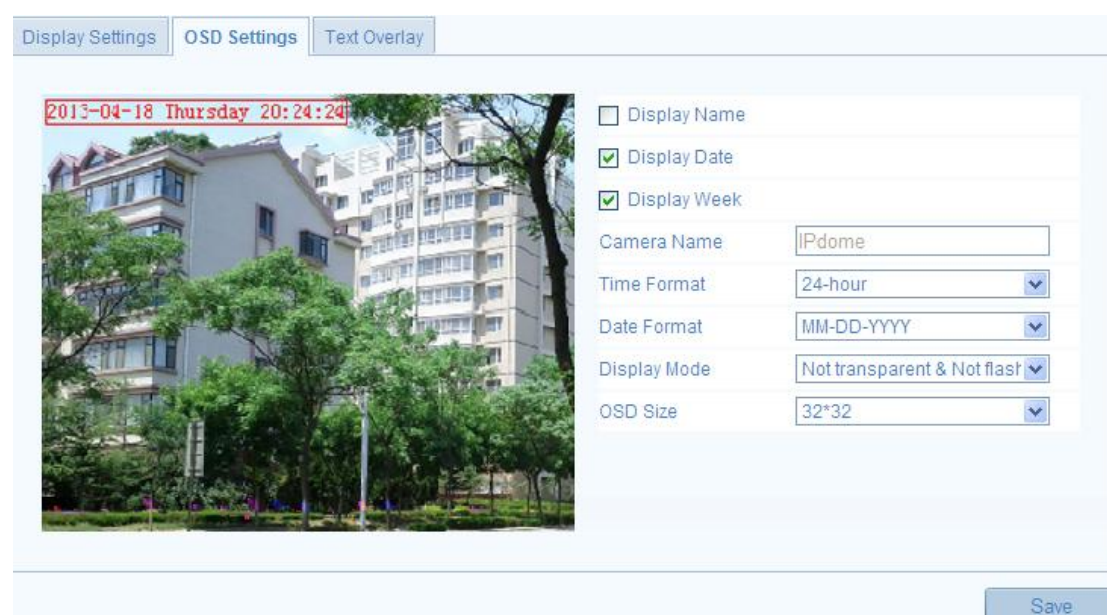 Display Settings OSD Settings Text Overlay
2013-04-18 Thursday 20:24:24
Display Name
Display Date
Display Week
Camera Name IPdome
Time Format 24-hour
Date Format MM-DD-YYYY
Display Mode Not transparent & Not flash
OSD Size 32*32
Save